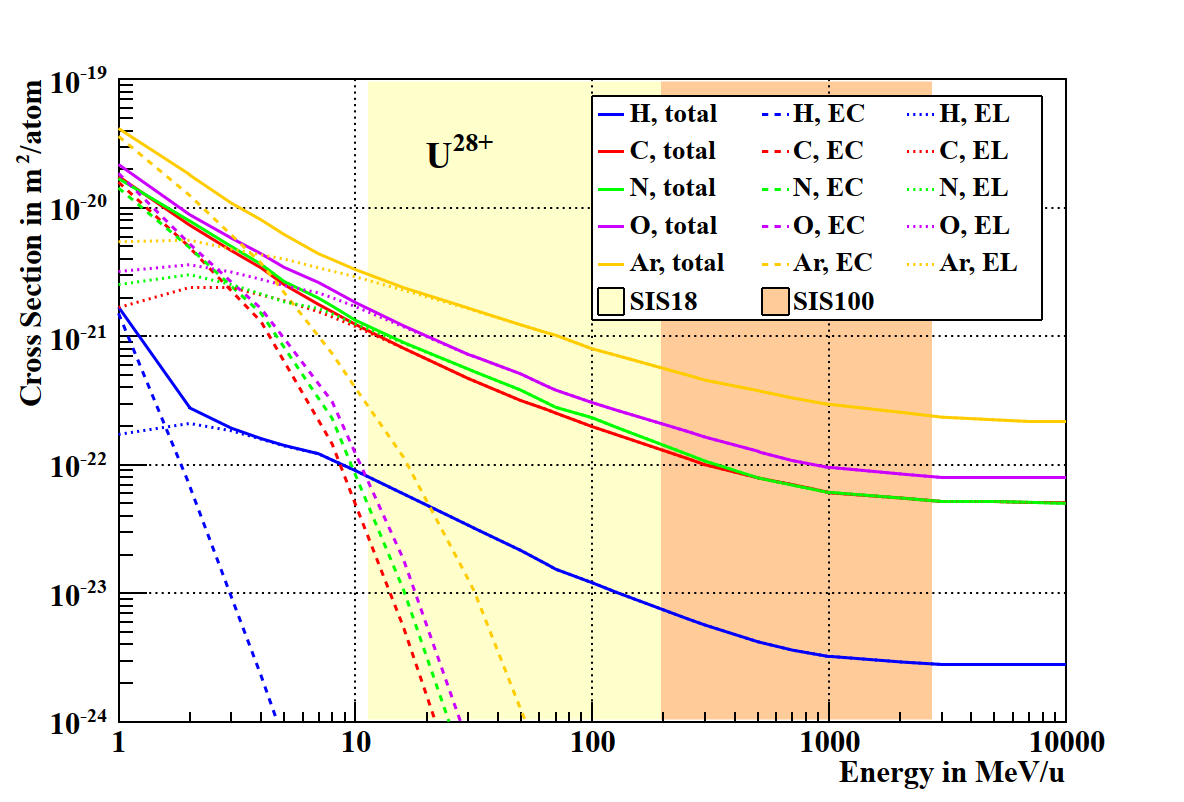 10^-19
10^-20
10^-21
10^-22
10^-23
10^-24
Cross Section in m^2/atom
U^28+
H, total H, EC H, EL
C, total C, EC C, EL
N, total N, EC N, EL
O, total O, EC O, EL
Ar, total Ar, EC Ar, EL
SIS18 SIS100
1 10 100 1000 10000
Energy in MeV/u